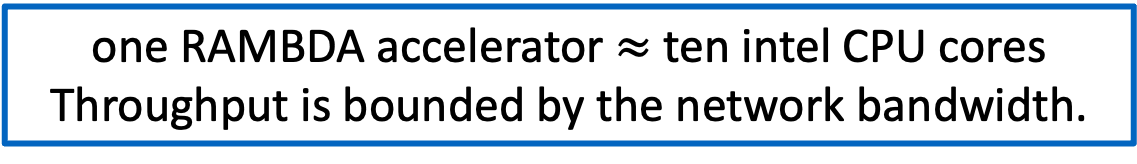 one RAMBDA accelerator ≈ ten intel CPU cores
Throughput is bounded by the network bandwidth.